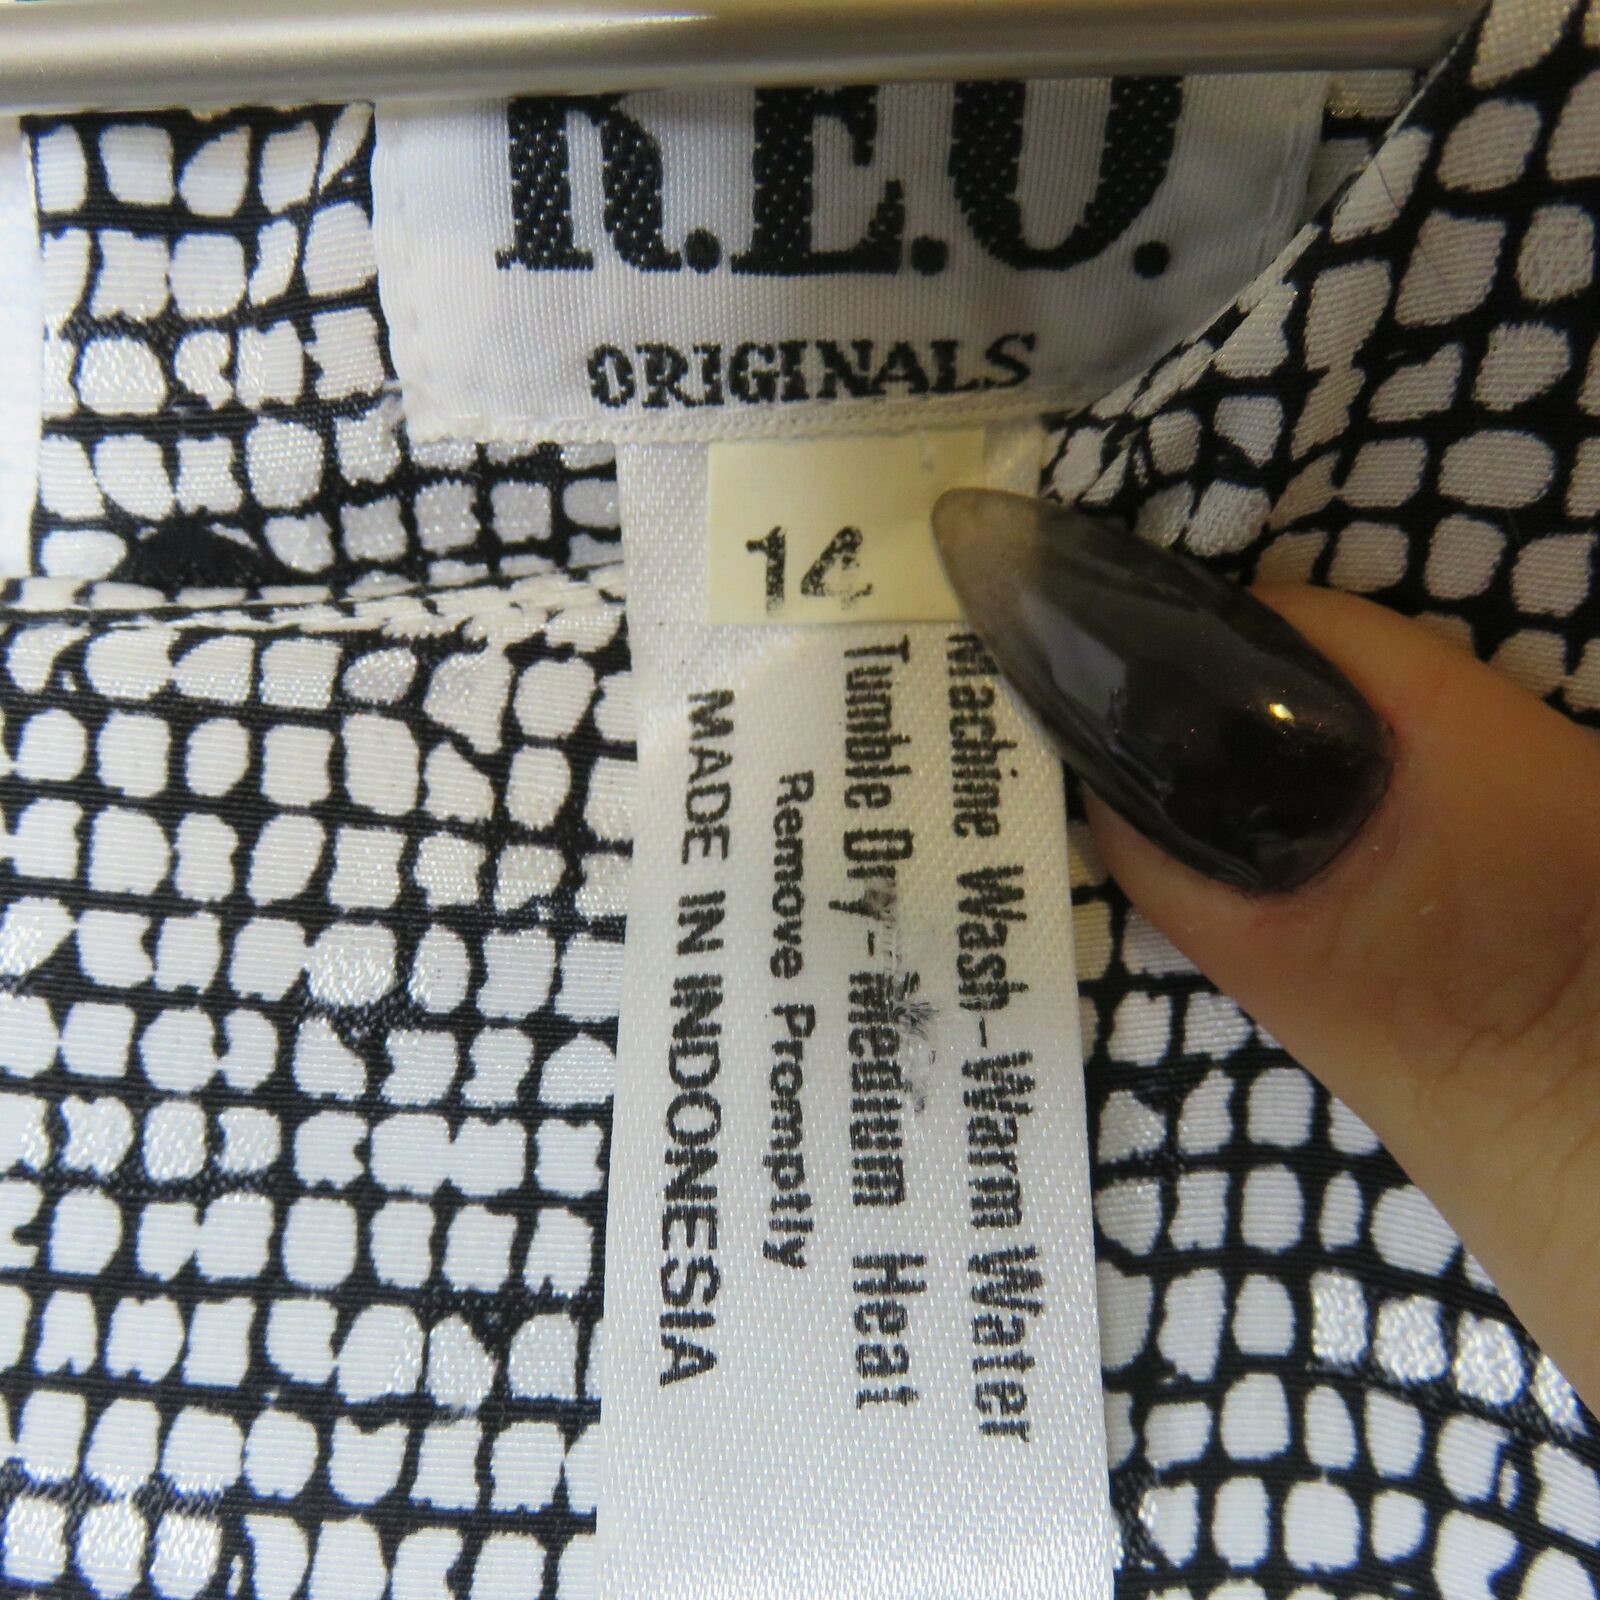 R.E.O.
ORIGINALS
14
Machine Wash-Warm Water
Tumble Dry-Medium Heat
Remove Promptly
MADE IN INDONESIA